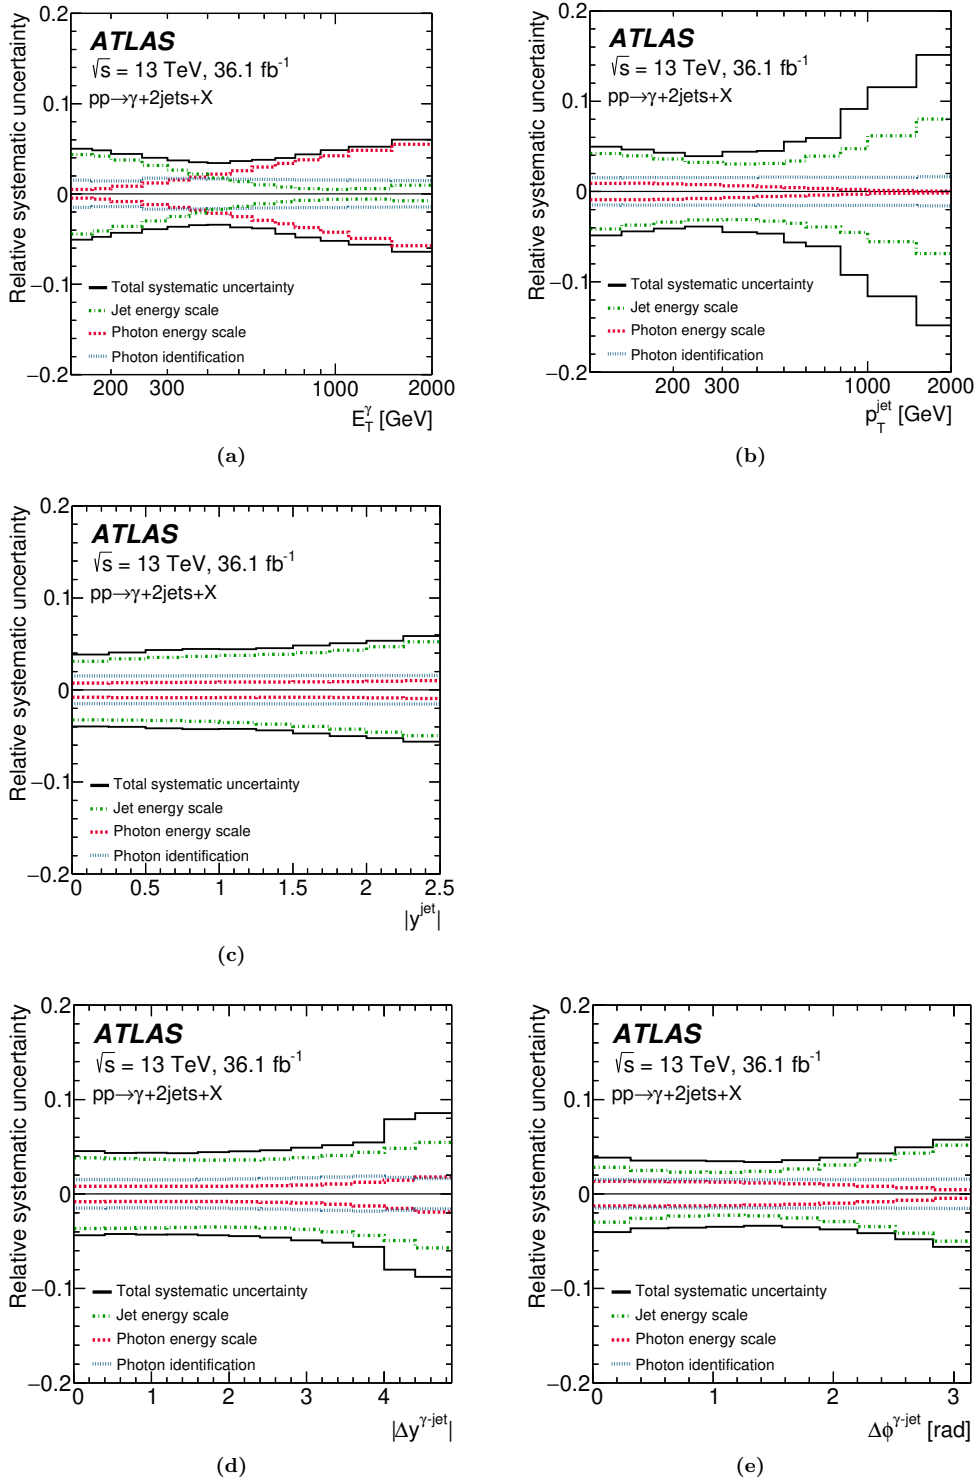 0.2
ATLAS
√s = 13 TeV, 36.1 fb⁻¹
pp→γ+2jets+X
0.1
0
−0.1
−0.2
Relative systematic uncertainty
Total systematic uncertainty
Jet energy scale
Photon energy scale
Photon identification
200 300 1000 2000
E_T^γ [GeV]
(a)
0.2
ATLAS
√s = 13 TeV, 36.1 fb⁻¹
pp→γ+2jets+X
0.1
0
−0.1
−0.2
Relative systematic uncertainty
Total systematic uncertainty
Jet energy scale
Photon energy scale
Photon identification
200 300 1000 2000
p_T^jet [GeV]
(b)
0.2
ATLAS
√s = 13 TeV, 36.1 fb⁻¹
pp→γ+2jets+X
0.1
0
−0.1
−0.2
Relative systematic uncertainty
Total systematic uncertainty
Jet energy scale
Photon energy scale
Photon identification
0 0.5 1 1.5 2 2.5
|y^jet|
(c)
0.2
ATLAS
√s = 13 TeV, 36.1 fb⁻¹
pp→γ+2jets+X
0.1
0
−0.1
−0.2
Relative systematic uncertainty
Total systematic uncertainty
Jet energy scale
Photon energy scale
Photon identification
0 1 2 3 4
|Δy^γ-jet|
(d)
0.2
ATLAS
√s = 13 TeV, 36.1 fb⁻¹
pp→γ+2jets+X
0.1
0
−0.1
−0.2
Relative systematic uncertainty
Total systematic uncertainty
Jet energy scale
Photon energy scale
Photon identification
0 1 2 3
Δϕ^γ-jet [rad]
(e)